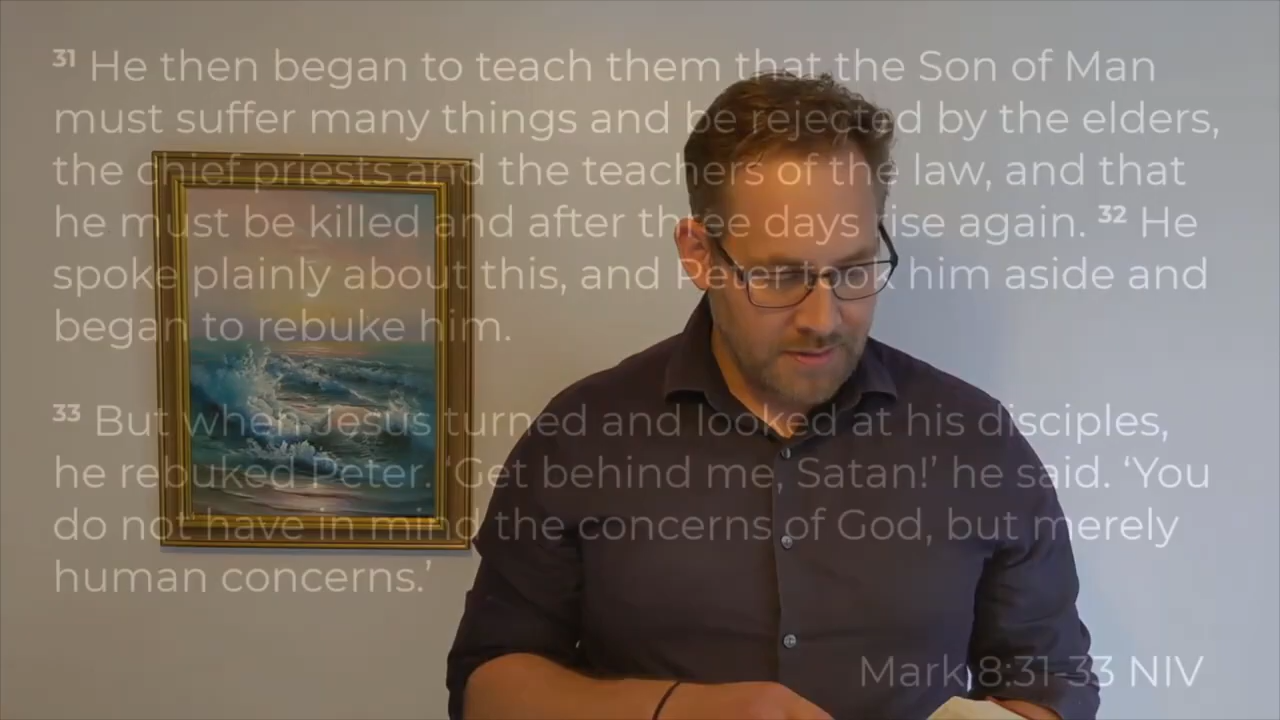 31 He then began to teach them that the Son of Man
must suffer many things and be rejected by the elders,
the chief priests and the teachers of the law, and that
he must be killed and after three days rise again. 32 He
spoke plainly about this, and Peter took him aside and
began to rebuke him.
33 But when Jesus turned and looked at his disciples,
he rebuked Peter. ‘Get behind me, Satan!’ he said. ‘You
do not have in mind the concerns of God, but merely
human concerns.’
Mark 8:31-33 NIV